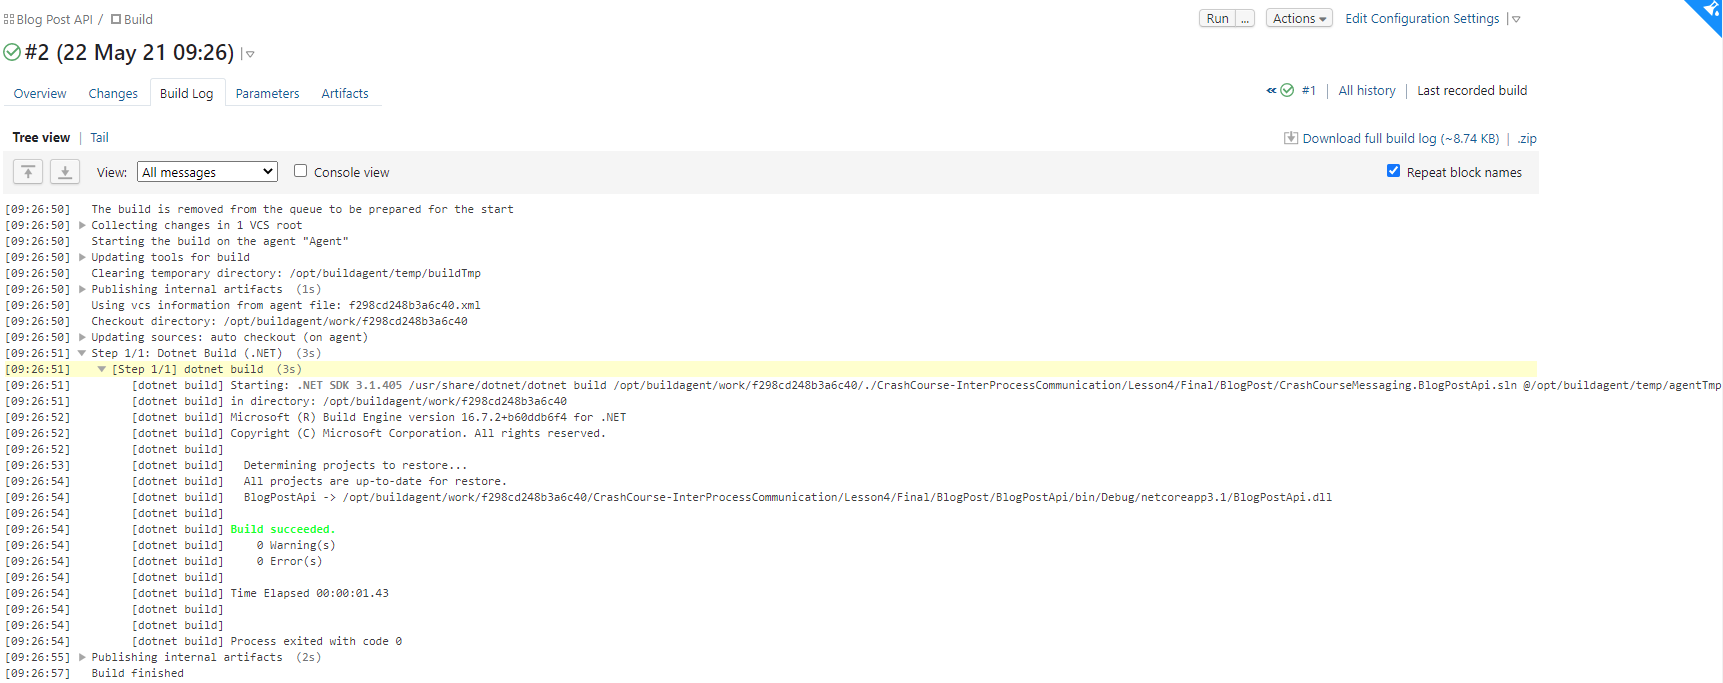 Blog Post API / Build
Run ... Actions Edit Configuration Settings
#2 (22 May 21 09:26)
Overview Changes Build Log Parameters Artifacts
#1 | All history | Last recorded build
Tree view | Tail
Download full build log (~8.74 KB) | .zip
View: All messages Console view Repeat block names
[09:26:50] The build is removed from the queue to be prepared for the start
[09:26:50] Collecting changes in 1 VCS root
[09:26:50] Starting the build on the agent "Agent"
[09:26:50] Updating tools for build
[09:26:50] Clearing temporary directory: /opt/buildagent/temp/buildTmp
[09:26:50] Publishing internal artifacts (1s)
[09:26:50] Using vcs information from agent file: f298cd248b3a6c40.xml
[09:26:50] Checkout directory: /opt/buildagent/work/f298cd248b3a6c40
[09:26:50] Updating sources: auto checkout (on agent)
[09:26:51] Step 1/1: Dotnet Build (.NET) (3s)
[09:26:51] [Step 1/1] dotnet build (3s)
[09:26:51] [dotnet build] Starting: .NET SDK 3.1.405 /usr/share/dotnet/dotnet build /opt/buildagent/work/f298cd248b3a6c40/./CrashCourse-InterProcessCommunication/Lesson4/Final/BlogPost/CrashCourseMessaging.BlogPostApi.sln @/opt/buildagent/temp/agentTmp
[09:26:51] [dotnet build] in directory: /opt/buildagent/work/f298cd248b3a6c40
[09:26:52] [dotnet build] Microsoft (R) Build Engine version 16.7.2+b60ddb6f4 for .NET
[09:26:52] [dotnet build] Copyright (C) Microsoft Corporation. All rights reserved.
[09:26:52] [dotnet build]
[09:26:53] [dotnet build] Determining projects to restore...
[09:26:54] [dotnet build] All projects are up-to-date for restore.
[09:26:54] [dotnet build] BlogPostApi -> /opt/buildagent/work/f298cd248b3a6c40/CrashCourse-InterProcessCommunication/Lesson4/Final/BlogPost/BlogPostApi/bin/Debug/netcoreapp3.1/BlogPostApi.dll
[09:26:54] [dotnet build]
[09:26:54] [dotnet build] Build succeeded.
[09:26:54] [dotnet build] 0 Warning(s)
[09:26:54] [dotnet build] 0 Error(s)
[09:26:54] [dotnet build]
[09:26:54] [dotnet build] Time Elapsed 00:00:01.43
[09:26:54] [dotnet build]
[09:26:54] [dotnet build]
[09:26:54] [dotnet build] Process exited with code 0
[09:26:55] Publishing internal artifacts (2s)
[09:26:57] Build finished